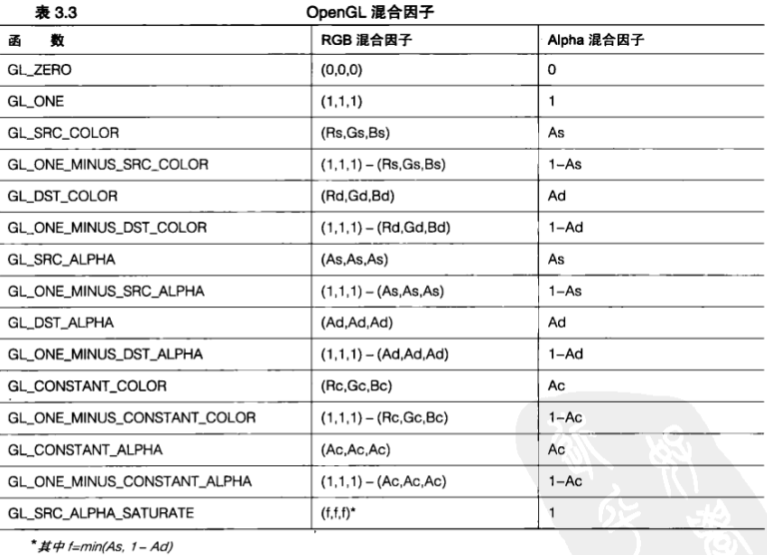 表 3.3 OpenGL 混合因子
函 数 RGB 混合因子 Alpha 混合因子
GL_ZERO (0,0,0) 0
GL_ONE (1,1,1) 1
GL_SRC_COLOR (Rs,Gs,Bs) As
GL_ONE_MINUS_SRC_COLOR (1,1,1) – (Rs,Gs,Bs) 1–As
GL_DST_COLOR (Rd,Gd,Bd) Ad
GL_ONE_MINUS_DST_COLOR (1,1,1) – (Rd,Gd,Bd) 1–Ad
GL_SRC_ALPHA (As,As,As) As
GL_ONE_MINUS_SRC_ALPHA (1,1,1) – (As,As,As) 1–As
GL_DST_ALPHA (Ad,Ad,Ad) Ad
GL_ONE_MINUS_DST_ALPHA (1,1,1) – (Ad,Ad,Ad) 1–Ad
GL_CONSTANT_COLOR (Rc,Gc,Bc) Ac
GL_ONE_MINUS_CONSTANT_COLOR (1,1,1) – (Rc,Gc,Bc) 1–Ac
GL_CONSTANT_ALPHA (Ac,Ac,Ac) Ac
GL_ONE_MINUS_CONSTANT_ALPHA (1,1,1) – (Ac,Ac,Ac) 1–Ac
GL_SRC_ALPHA_SATURATE (f,f,f)* 1
*其中 f=min(As, 1– Ad)